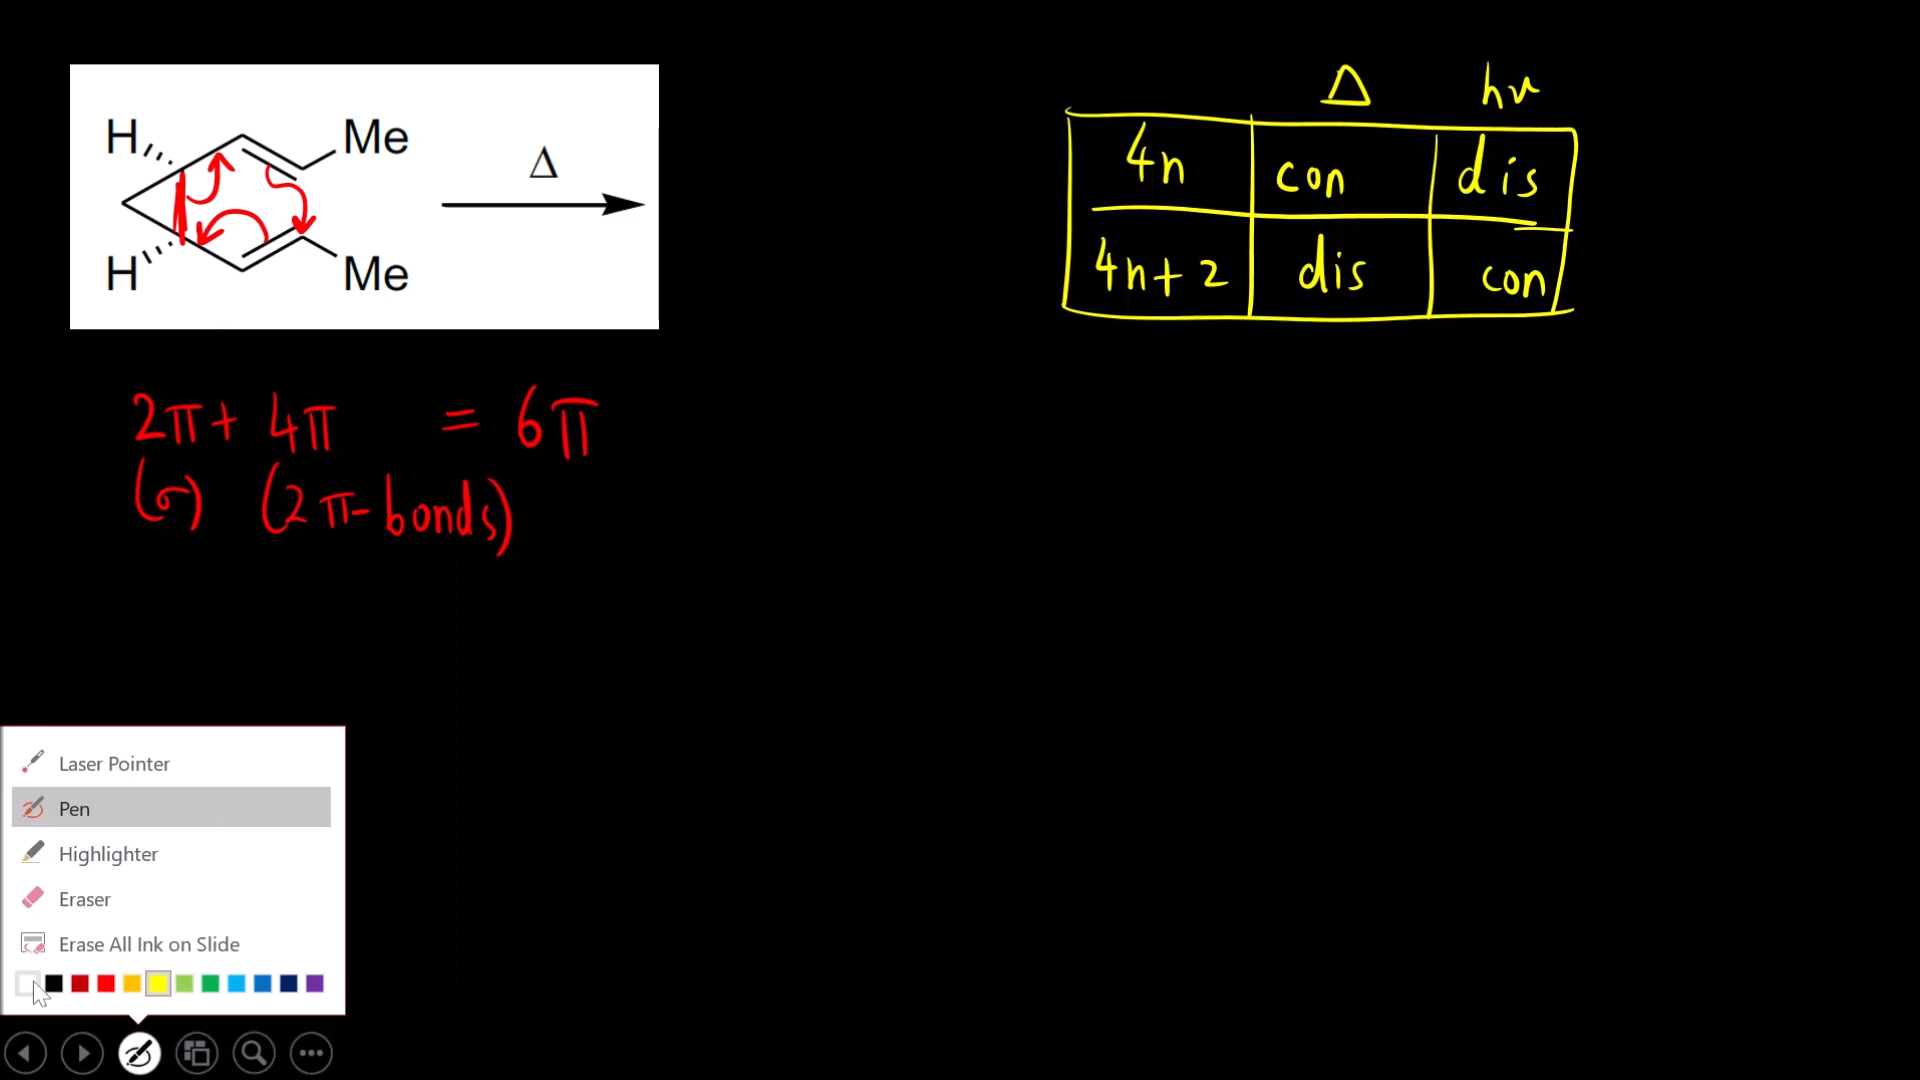 H Me
Δ
H Me
Δ hν
4n con dis
4n+2 dis con
2π+ 4π = 6π
(σ) (2π-bonds)
Laser Pointer
Pen
Highlighter
Eraser
Erase All Ink on Slide